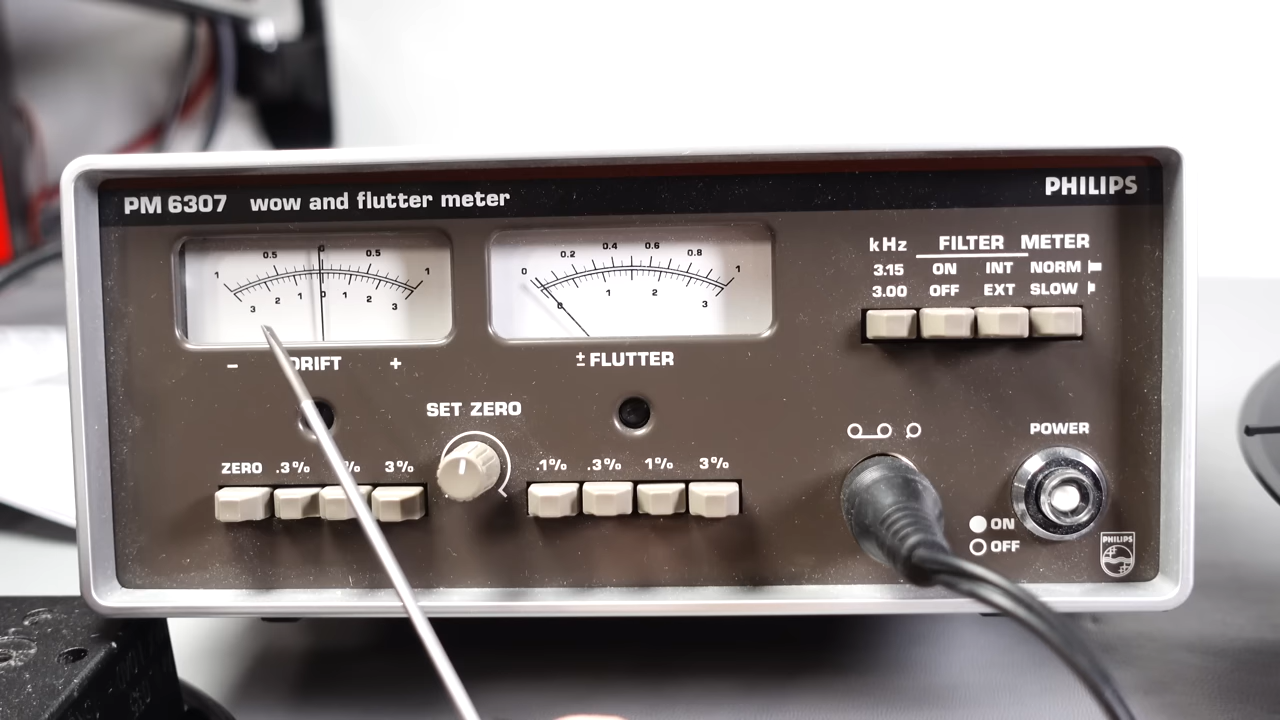 PM 6307 wow and flutter meter
PHILIPS
0.5 0 0.5
1 1
3 2 1 0 1 2 3
- DRIFT +
0.2 0.4 0.6 0.8
0 1
0 1 2 3
± FLUTTER
kHz FILTER METER
3.15 ON INT NORM
3.00 OFF EXT SLOW
SET ZERO
ZERO .3% % 3%
.1% .3% 1% 3%
POWER
ON
OFF
PHILIPS